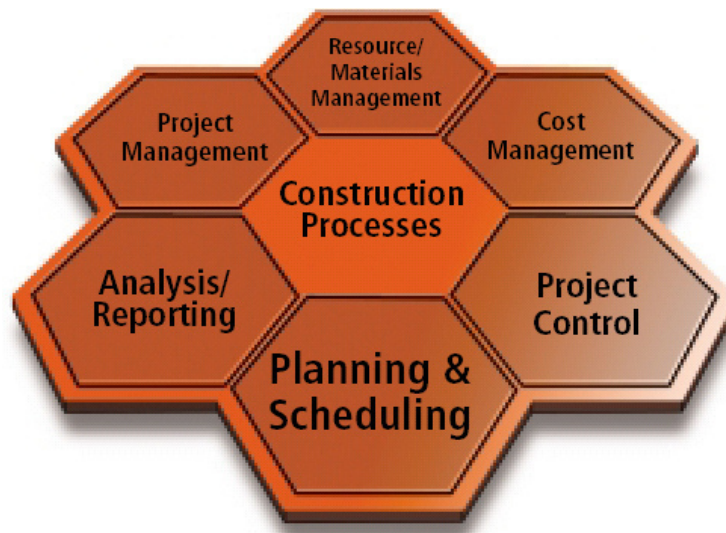 Resource/
Materials
Management
Project
Management
Cost
Management
Construction
Processes
Analysis/
Reporting
Project
Control
Planning &
Scheduling